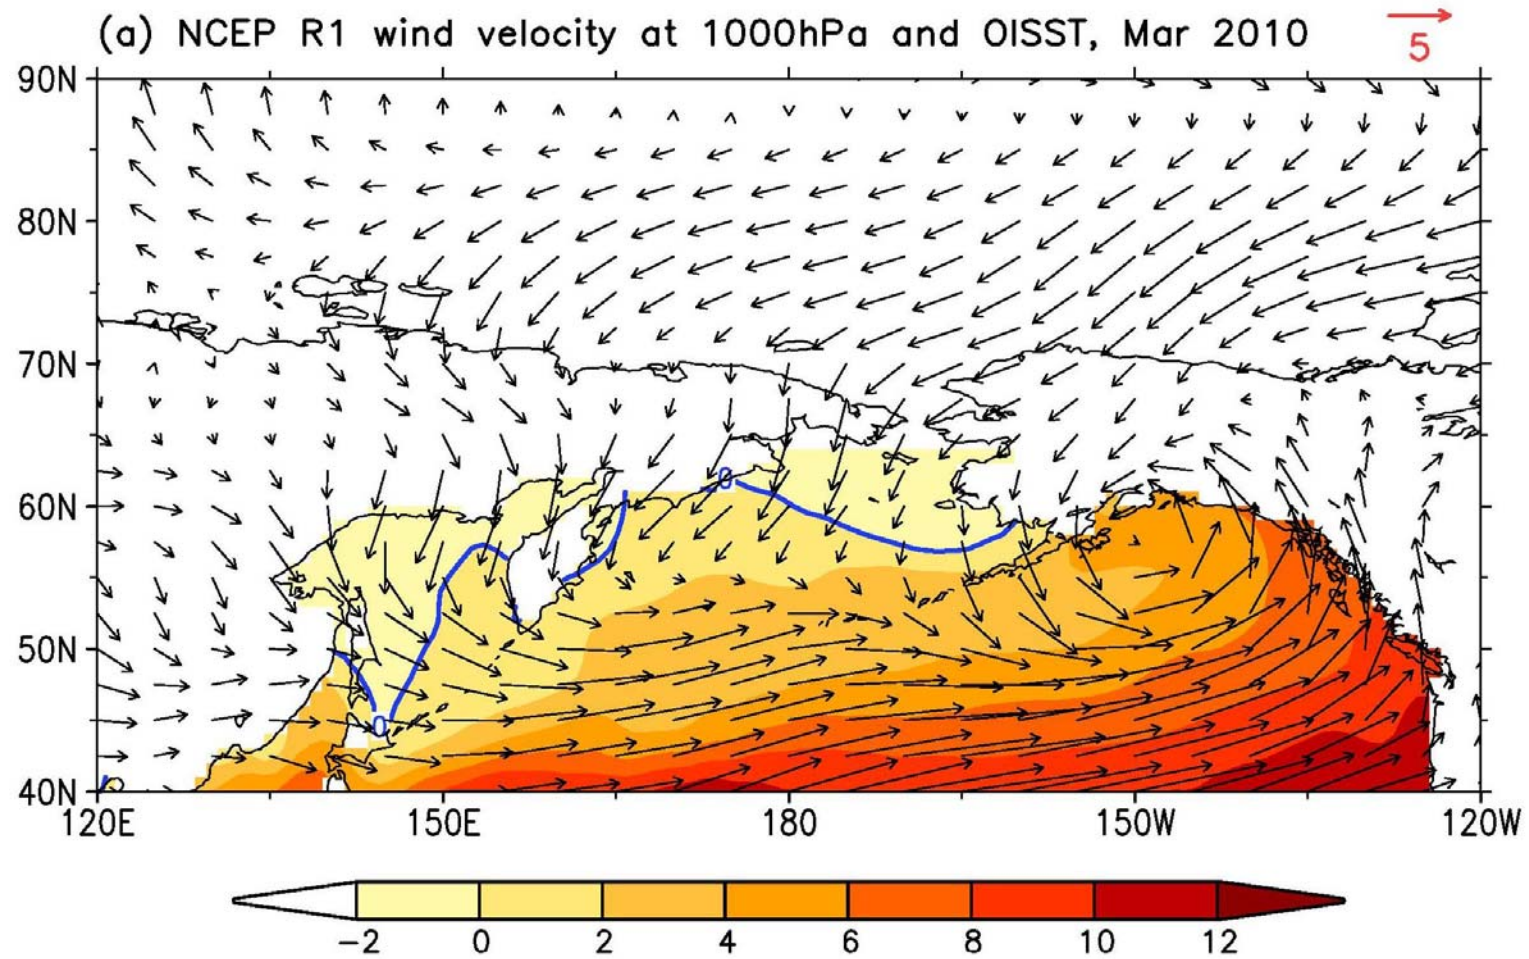 (a) NCEP R1 wind velocity at 1000hPa and OISST, Mar 2010
5
90N
80N
70N
60N
50N
40N
0
0
120E 150E 180 150W 120W
-2 0 2 4 6 8 10 12